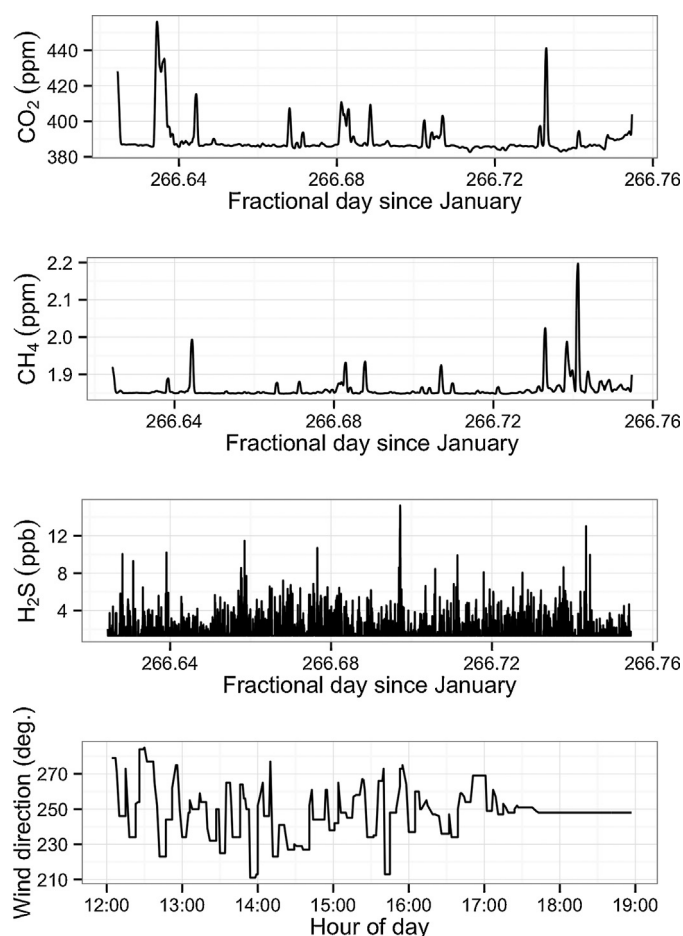 CO₂ (ppm)
440
420
400
380
266.64 266.68 266.72 266.76
Fractional day since January
CH₄ (ppm)
2.2
2.1
2.0
1.9
266.64 266.68 266.72 266.76
Fractional day since January
H₂S (ppb)
12
8
4
266.64 266.68 266.72 266.76
Fractional day since January
Wind direction (deg.)
270
250
230
210
12:00 13:00 14:00 15:00 16:00 17:00 18:00 19:00
Hour of day